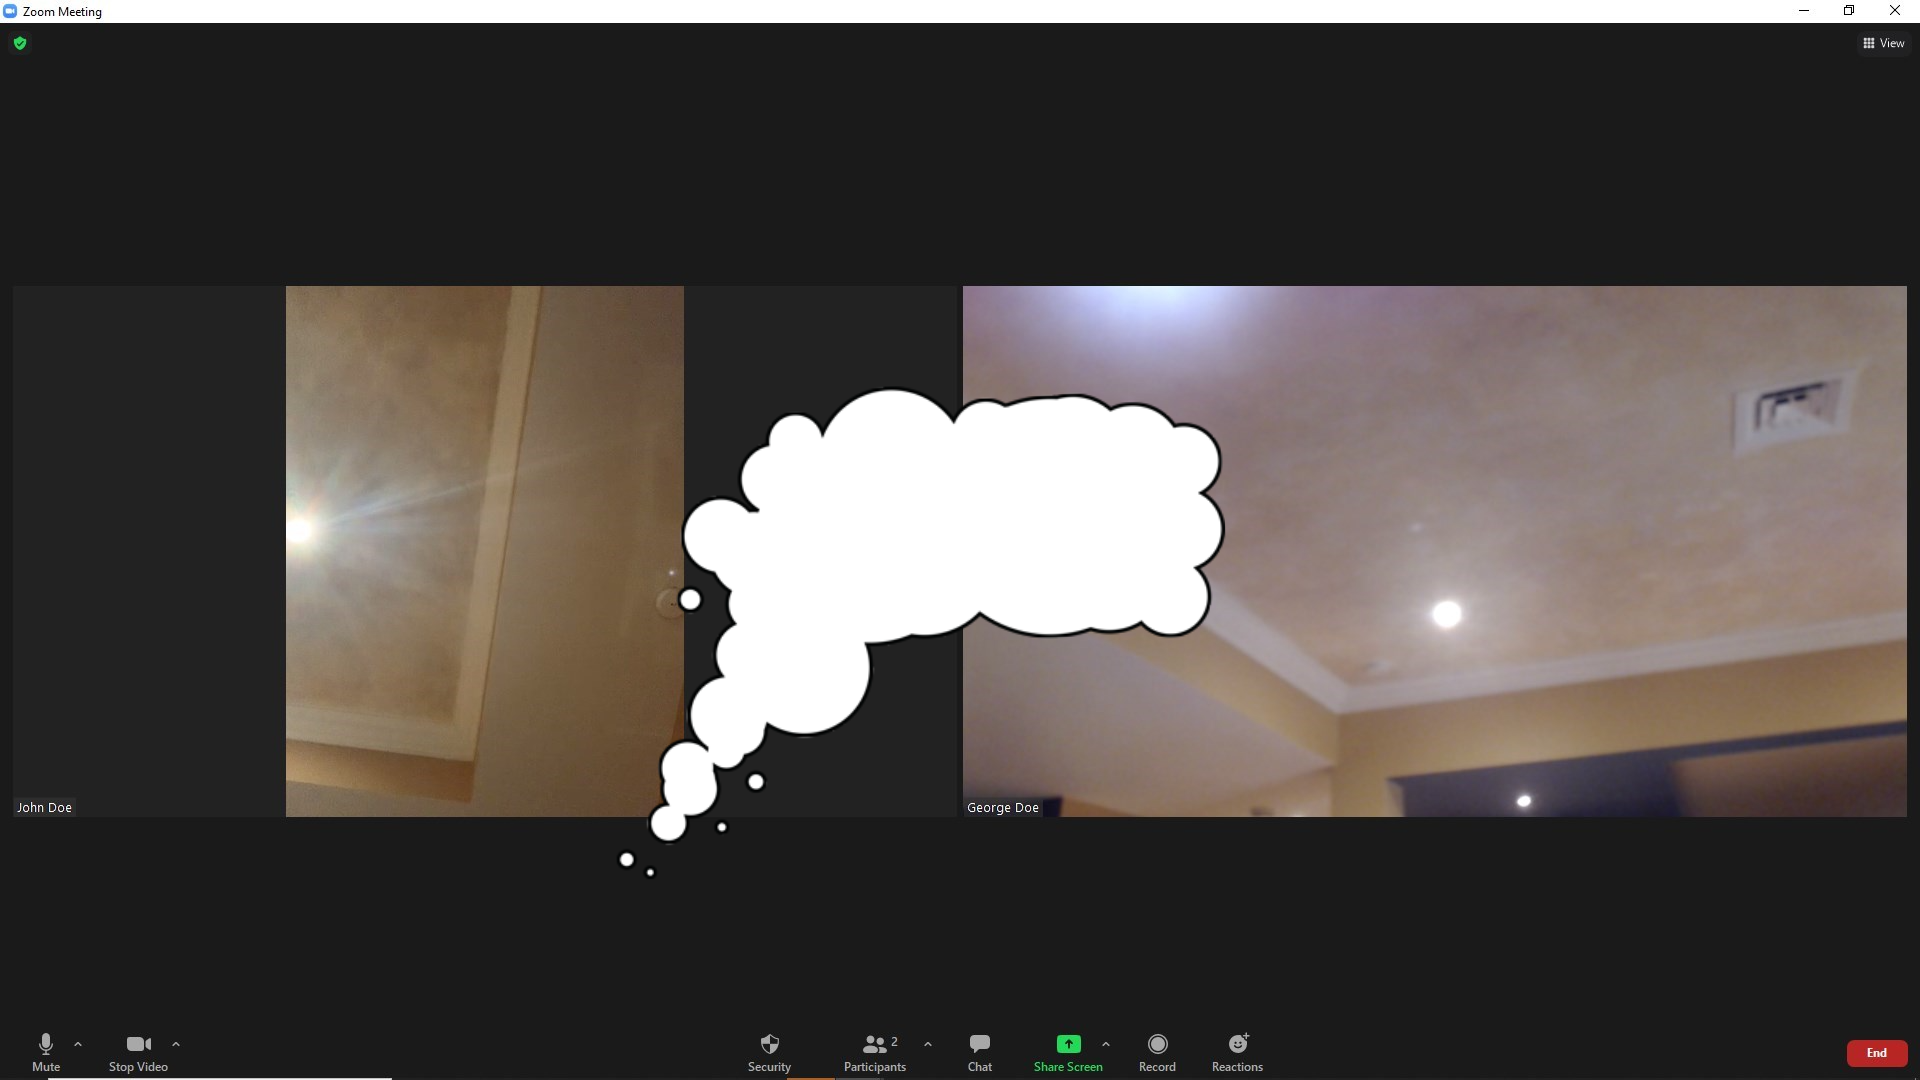 Zoom Meeting
View
John Doe
George Doe
Mute
Stop Video
Security
Participants 2
Chat
Share Screen
Record
Reactions
End